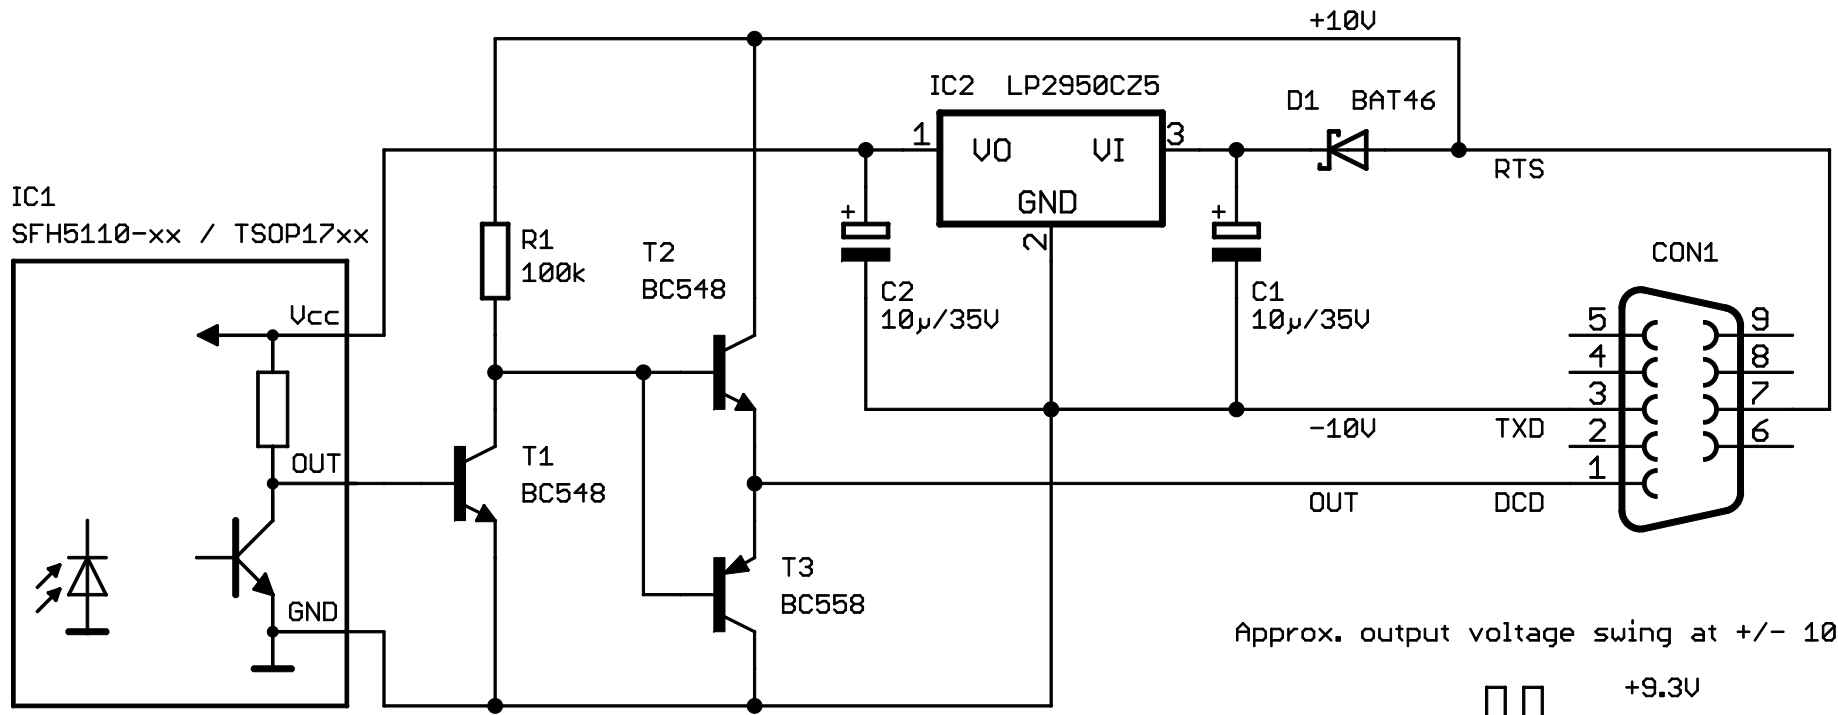 +10V
IC2 LP2950CZ5
D1 BAT46
1
VO
VI
3
GND
2
RTS
IC1
SFH5110-xx / TSOP17xx
+
+
R1
100k
T2
BC548
C2
10µ/35V
C1
10µ/35V
CON1
Vcc
5
9
4
8
3
7
-10V
TXD
2
6
OUT
T1
BC548
1
OUT
DCD
T3
BC558
GND
Approx. output voltage swing at +/- 10
+9.3V